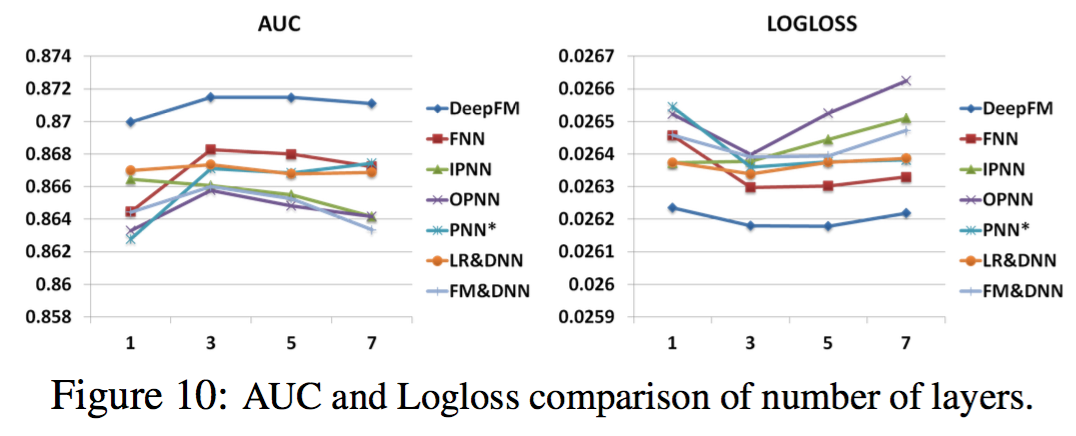 AUC
0.874
0.872
0.87
0.868
0.866
0.864
0.862
0.86
0.858
1 3 5 7
DeepFM
FNN
IPNN
OPNN
PNN*
LR&DNN
FM&DNN
LOGLOSS
0.0267
0.0266
0.0265
0.0264
0.0263
0.0262
0.0261
0.026
0.0259
1 3 5 7
DeepFM
FNN
IPNN
OPNN
PNN*
LR&DNN
FM&DNN
Figure 10: AUC and Logloss comparison of number of layers.